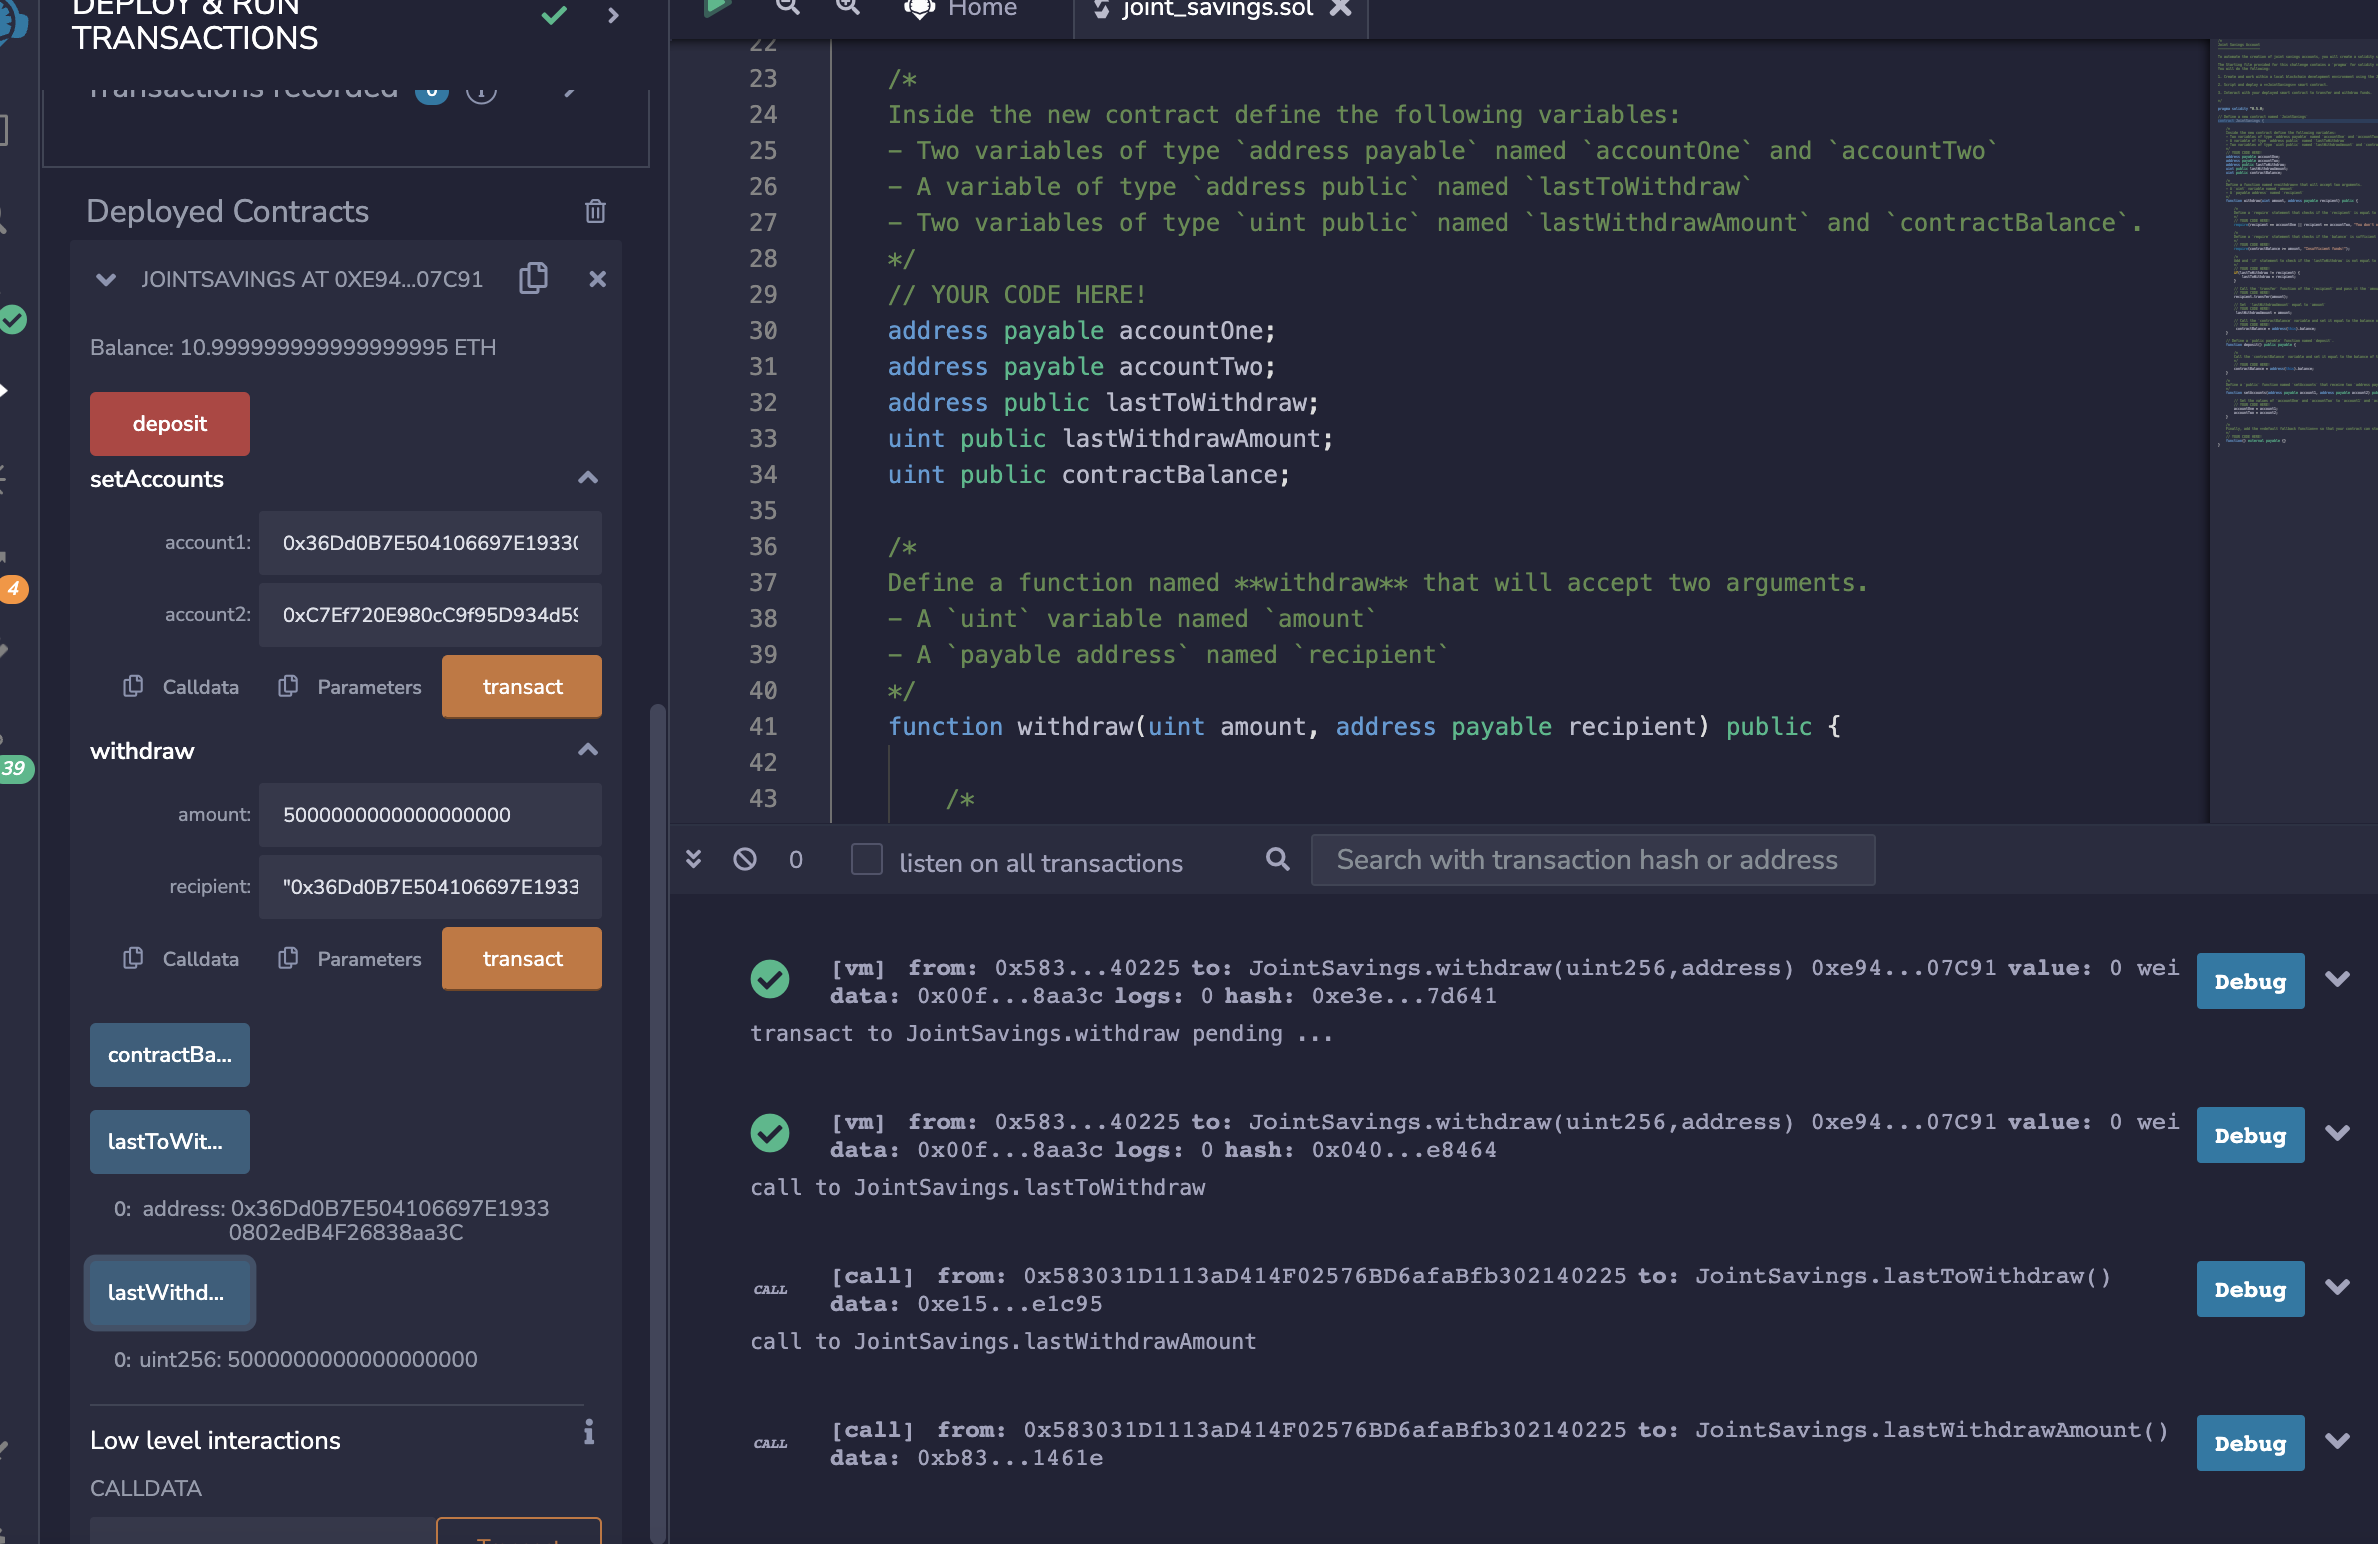 DEPLOY & RUN
TRANSACTIONS
Transactions recorded 6 i
Deployed Contracts
JOINTSAVINGS AT 0XE94...07C91
Balance: 10.999999999999999995 ETH
deposit
setAccounts
account1: 0x36Dd0B7E504106697E1933(
account2: 0xC7Ef720E980cC9f95D934d59
Calldata Parameters transact
withdraw
amount: 5000000000000000000
recipient: "0x36Dd0B7E504106697E1933
Calldata Parameters transact
contractBa...
lastToWit...
0: address: 0x36Dd0B7E504106697E1933
0802edB4F26838aa3C
lastWithd...
0: uint256: 5000000000000000000
Low level interactions
i
CALLDATA
4
39
Home joint_savings.sol
22
23 /*
24 Inside the new contract define the following variables:
25 - Two variables of type `address payable` named `accountOne` and `accountTwo`
26 - A variable of type `address public` named `lastToWithdraw`
27 - Two variables of type `uint public` named `lastWithdrawAmount` and `contractBalance`.
28 */
29 // YOUR CODE HERE!
30 address payable accountOne;
31 address payable accountTwo;
32 address public lastToWithdraw;
33 uint public lastWithdrawAmount;
34 uint public contractBalance;
35
36 /*
37 Define a function named **withdraw** that will accept two arguments.
38 - A `uint` variable named `amount`
39 - A `payable address` named `recipient`
40 */
41 function withdraw(uint amount, address payable recipient) public {
42
43 /*
0 listen on all transactions Search with transaction hash or address
[vm] from: 0x583...40225 to: JointSavings.withdraw(uint256,address) 0xe94...07C91 value: 0 wei
data: 0x00f...8aa3c logs: 0 hash: 0xe3e...7d641
Debug
transact to JointSavings.withdraw pending ...
[vm] from: 0x583...40225 to: JointSavings.withdraw(uint256,address) 0xe94...07C91 value: 0 wei
data: 0x00f...8aa3c logs: 0 hash: 0x040...e8464
Debug
call to JointSavings.lastToWithdraw
CALL [call] from: 0x583031D1113aD414F02576BD6afaBfb302140225 to: JointSavings.lastToWithdraw()
data: 0xe15...e1c95
Debug
call to JointSavings.lastWithdrawAmount
CALL [call] from: 0x583031D1113aD414F02576BD6afaBfb302140225 to: JointSavings.lastWithdrawAmount()
data: 0xb83...1461e
Debug